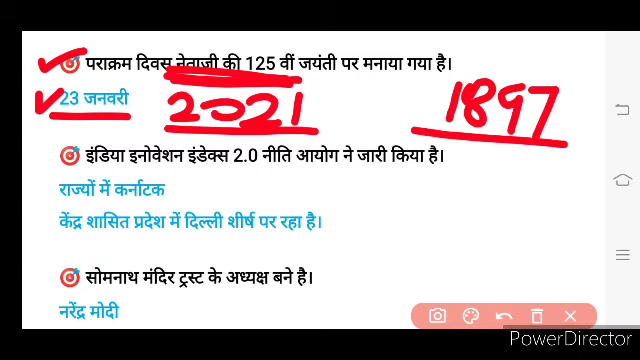 पराक्रम दिवस नेताजी की 125 वीं जयंती पर मनाया गया है।
23 जनवरी 2021 1897
इंडिया इनोवेशन इंडेक्स 2.0 नीति आयोग ने जारी किया है।
राज्यों में कर्नाटक
केंद्र शासित प्रदेश में दिल्ली शीर्ष पर रहा है।
सोमनाथ मंदिर ट्रस्ट के अध्यक्ष बने है।
नरेंद्र मोदी
PowerDirector